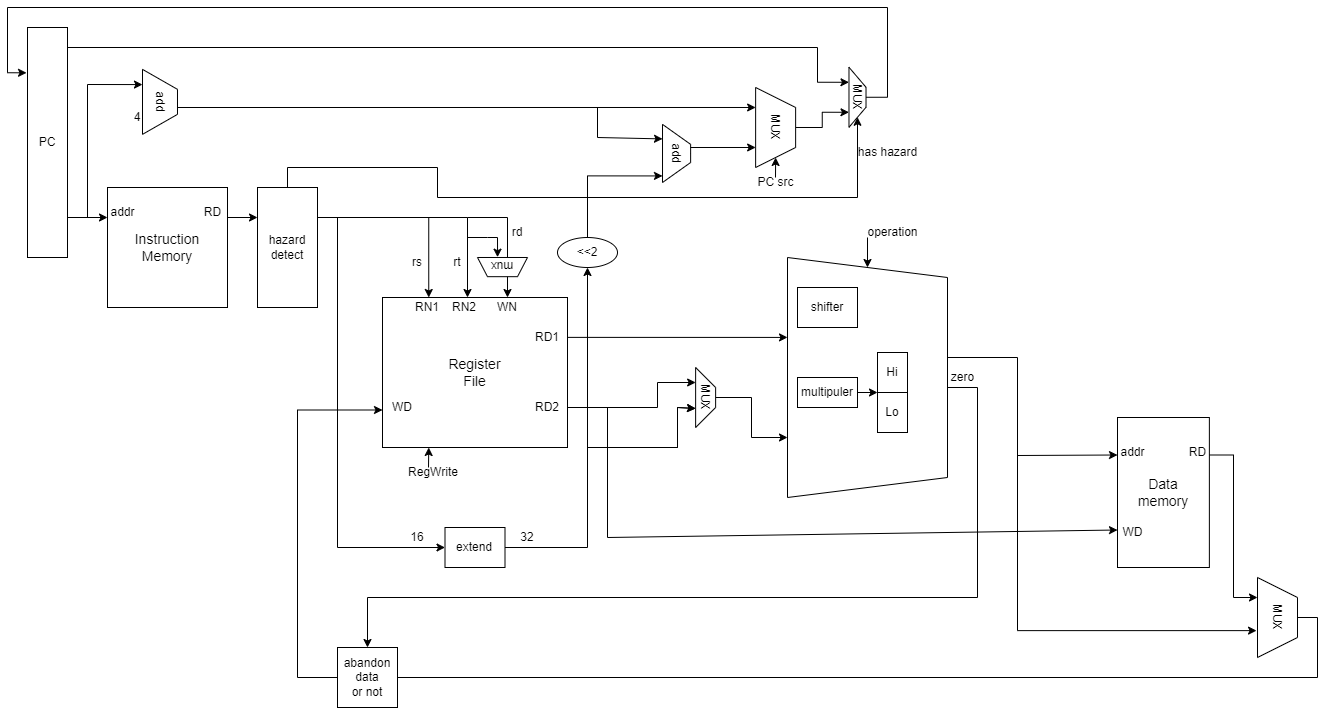 PC
4
add
addr
RD
Instruction
Memory
hazard
detect
add
MUX
PC src
MUX
has hazard
rs
rt
rd
mux
<<2
operation
RN1
RN2
WN
RD1
Register
File
WD
RD2
RegWrite
MUX
shifter
multipuler
Hi
Lo
zero
addr
RD
Data
memory
WD
16
extend
32
MUX
abandon
data
or not